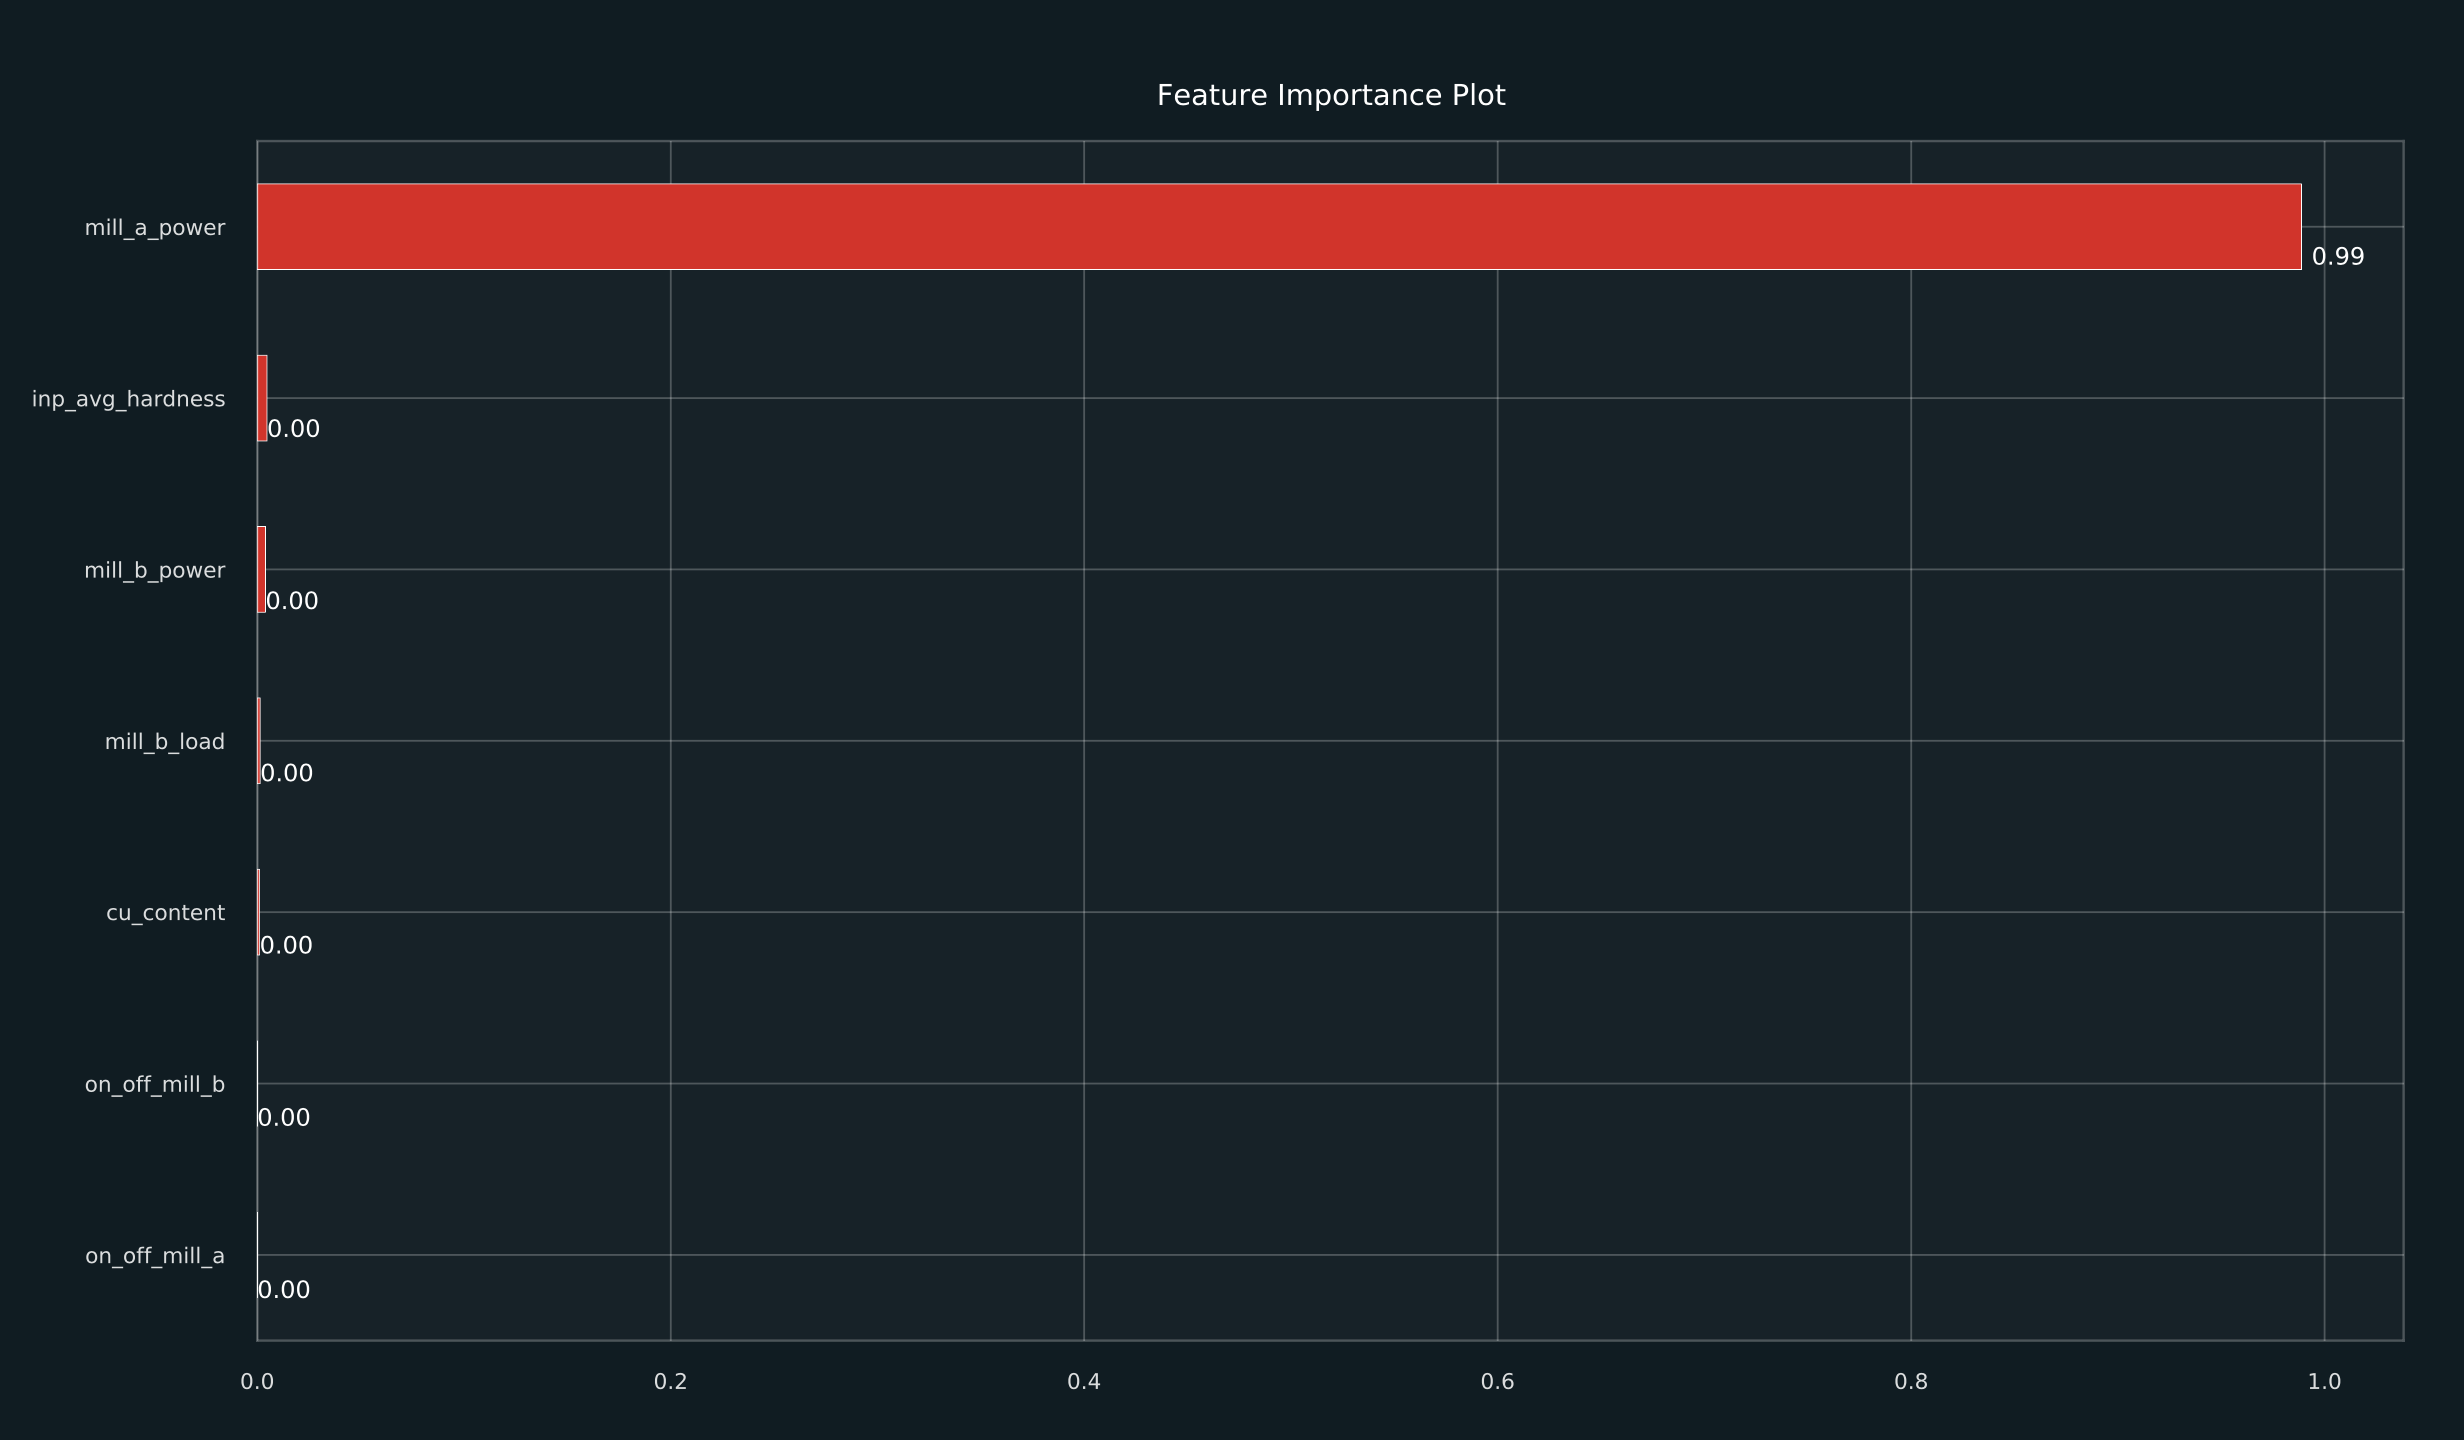 Feature Importance Plot
mill_a_power
0.99
inp_avg_hardness
0.00
mill_b_power
0.00
mill_b_load
0.00
cu_content
0.00
on_off_mill_b
0.00
on_off_mill_a
0.00
0.0 0.2 0.4 0.6 0.8 1.0